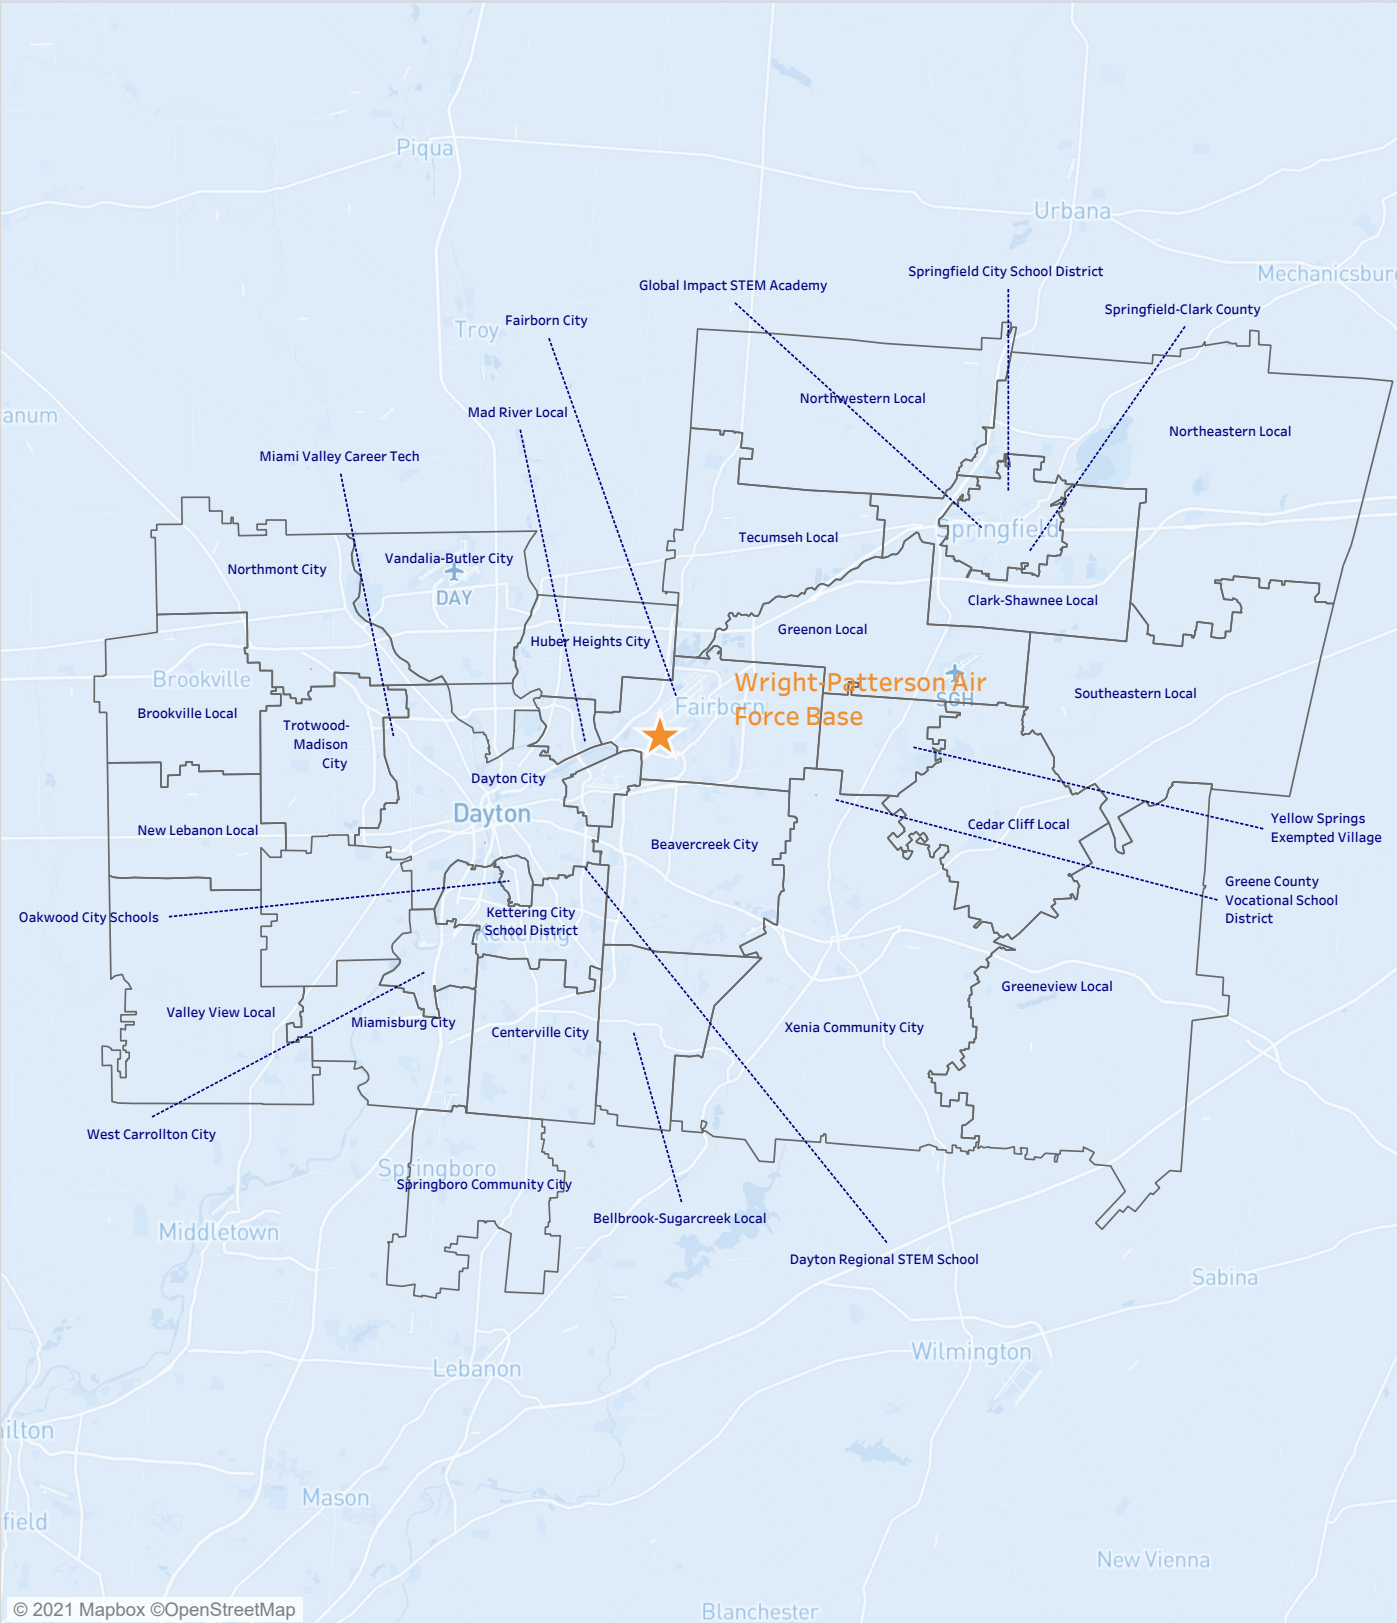 Piqua
Urbana
Springfield City School District
Mechanicsburg
Global Impact STEM Academy
Springfield-Clark County
Fairborn City
Troy
Northwestern Local
Mad River Local
anum
Northeastern Local
Miami Valley Career Tech
Springfield
Tecumseh Local
Vandalia-Butler City
Northmont City
DAY
Clark-Shawnee Local
Greenon Local
Huber Heights City
Brookville
Wright-Patterson Air
Force Base
SGH
Southeastern Local
Fairborn
Brookville Local
Trotwood-
Madison
City
Dayton City
Dayton
Yellow Springs
Exempted Village
Cedar Cliff Local
New Lebanon Local
Beavercreek City
Greene County
Vocational School
District
Oakwood City Schools
Kettering City
School District
Kettering
Greeneview Local
Valley View Local
Miamisburg City
Centerville City
Xenia Community City
West Carrollton City
Springboro
Springboro Community City
Bellbrook-Sugarcreek Local
Middletown
Dayton Regional STEM School
Sabina
Wilmington
Lebanon
ilton
Mason
field
New Vienna
© 2021 Mapbox ©OpenStreetMap
Blanchester